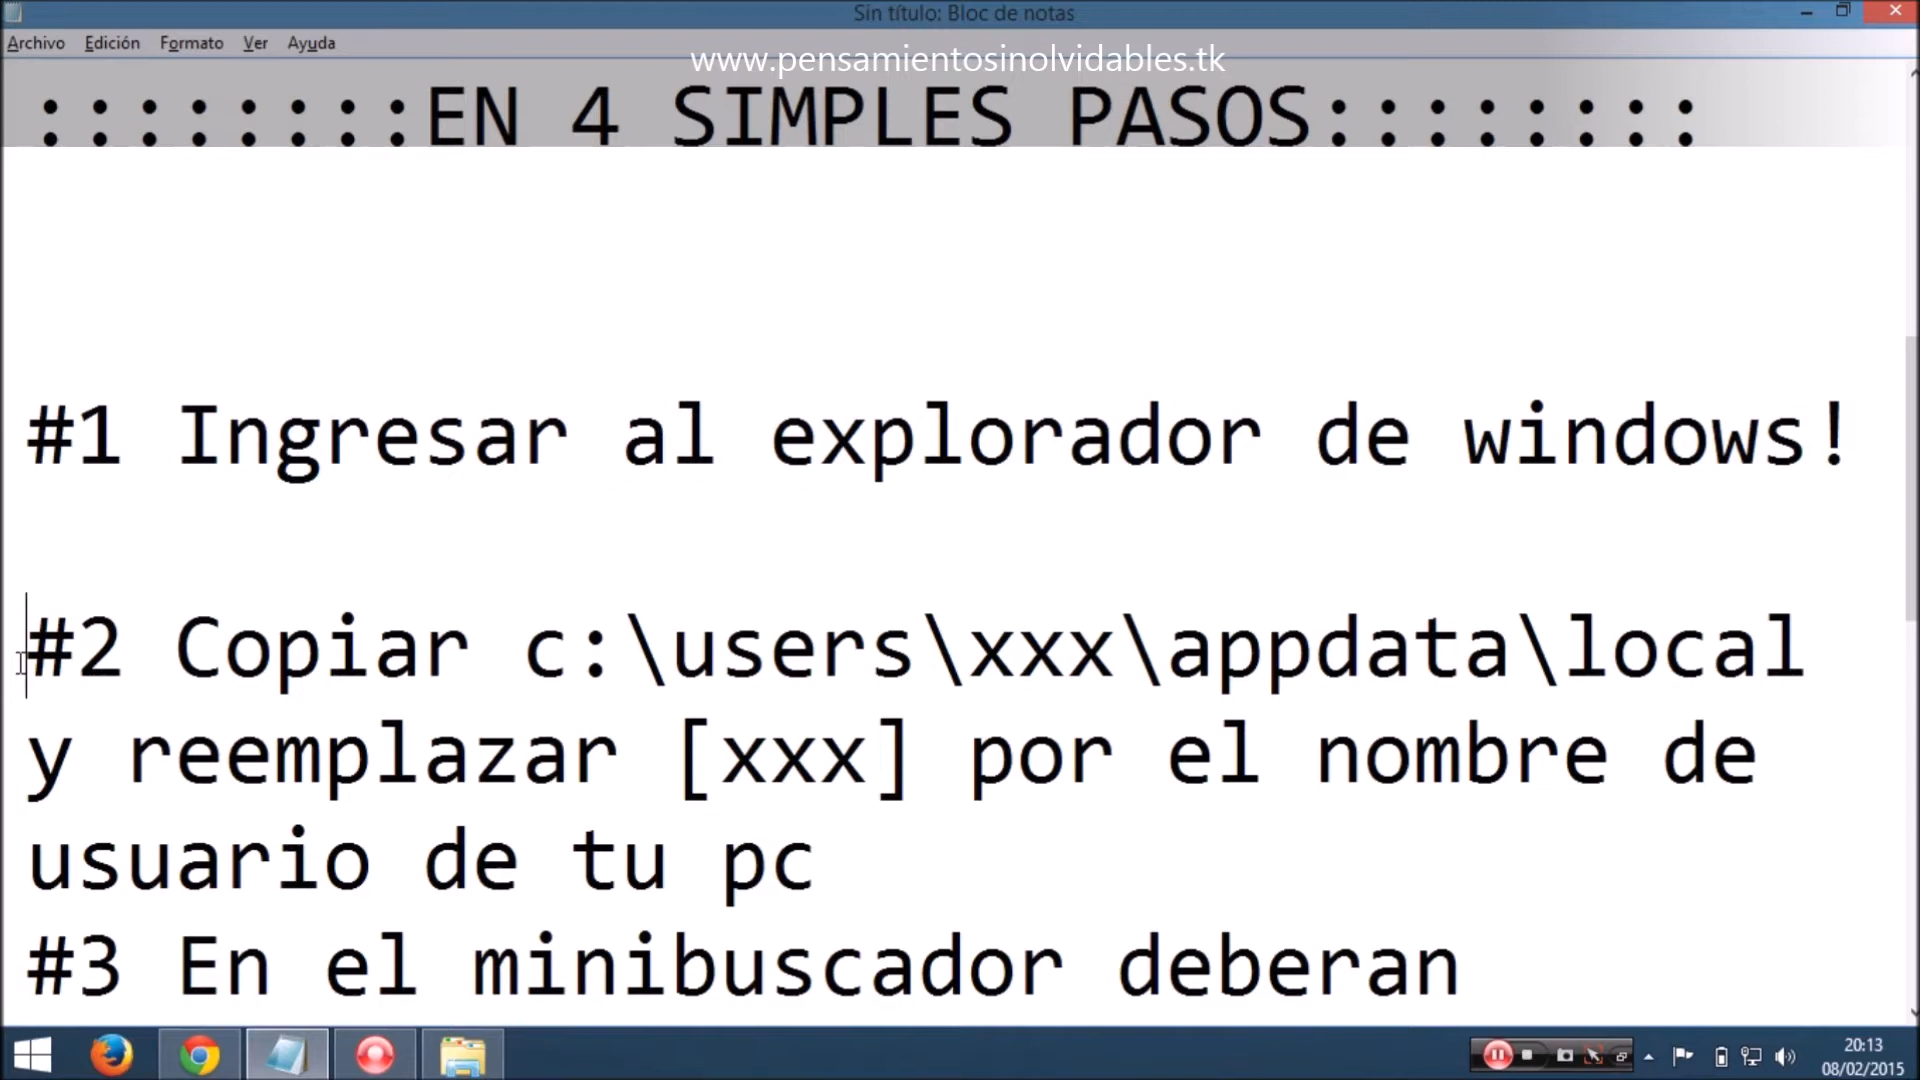 Sin título: Bloc de notas
Archivo Edición Formato Ver Ayuda
www.pensamientosinolvidables.tk
::::::::EN 4 SIMPLES PASOS::::::::
#1 Ingresar al explorador de windows!
#2 Copiar c:\users\xxx\appdata\local
y reemplazar [xxx] por el nombre de
usuario de tu pc
#3 En el minibuscador deberan
20:13
08/02/2015